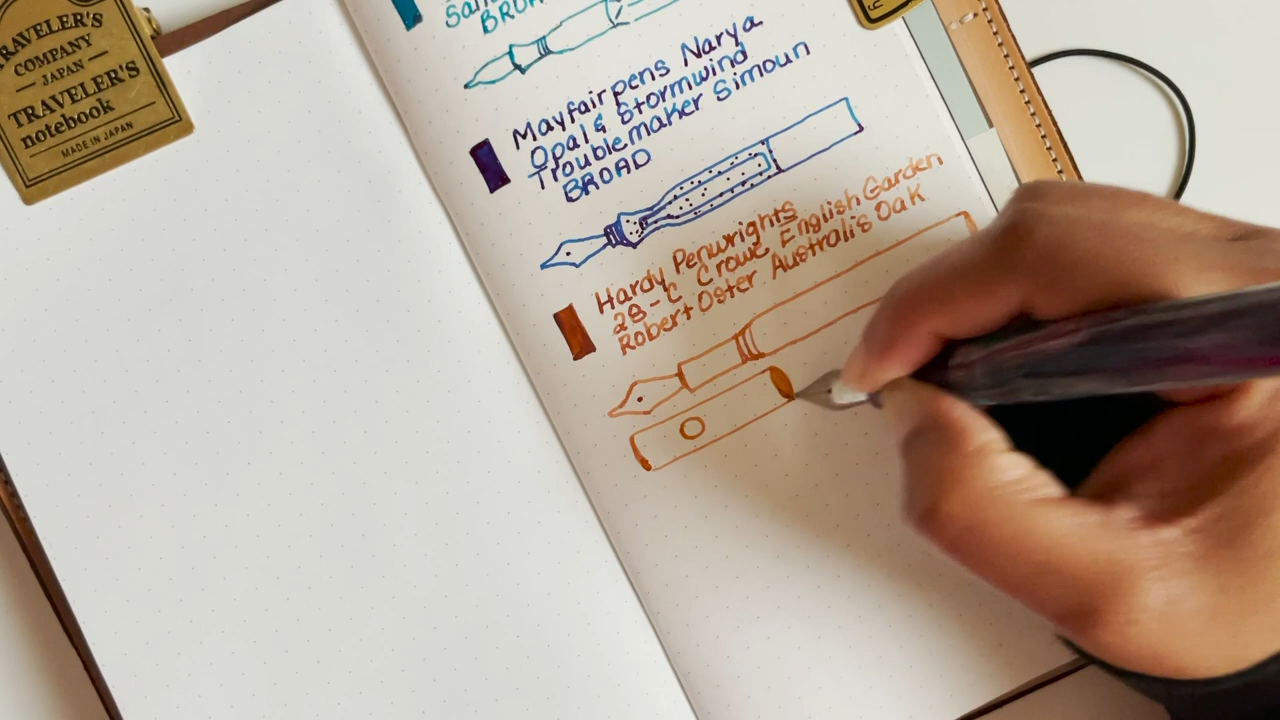 TRAVELER'S
COMPANY
JAPAN
TRAVELER'S
notebook
MADE IN JAPAN
BROAD
Mayfair pens Narya
Opal & Stormwind
Troublemaker Simoun
BROAD
Hardy Penwrights
28-C Crowe English Garden
Robert Oster Australis Oak